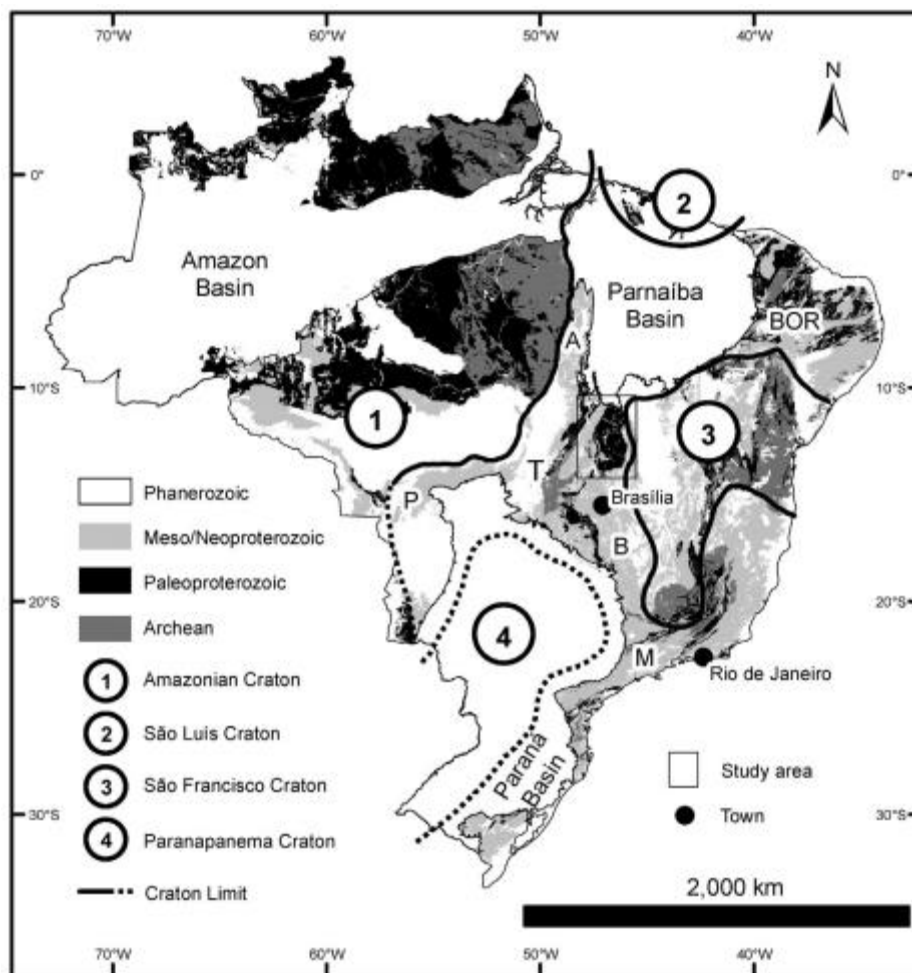 70°W 60°W 50°W 40°W
N
0° 0°
2
Amazon
Basin
Parnaíba
Basin
BOR
A
10°S 10°S
1
3
T
P
Brasília
B
Phanerozoic
Meso/Neoproterozoic
Paleoproterozoic
Archean
20°S 20°S
4
M
Rio de Janeiro
1 Amazonian Craton
2 São Luis Craton
3 São Francisco Craton
4 Paranapanema Craton
Craton Limit
Parana
Basin
Study area
Town
30°S 30°S
2,000 km
70°W 60°W 50°W 40°W